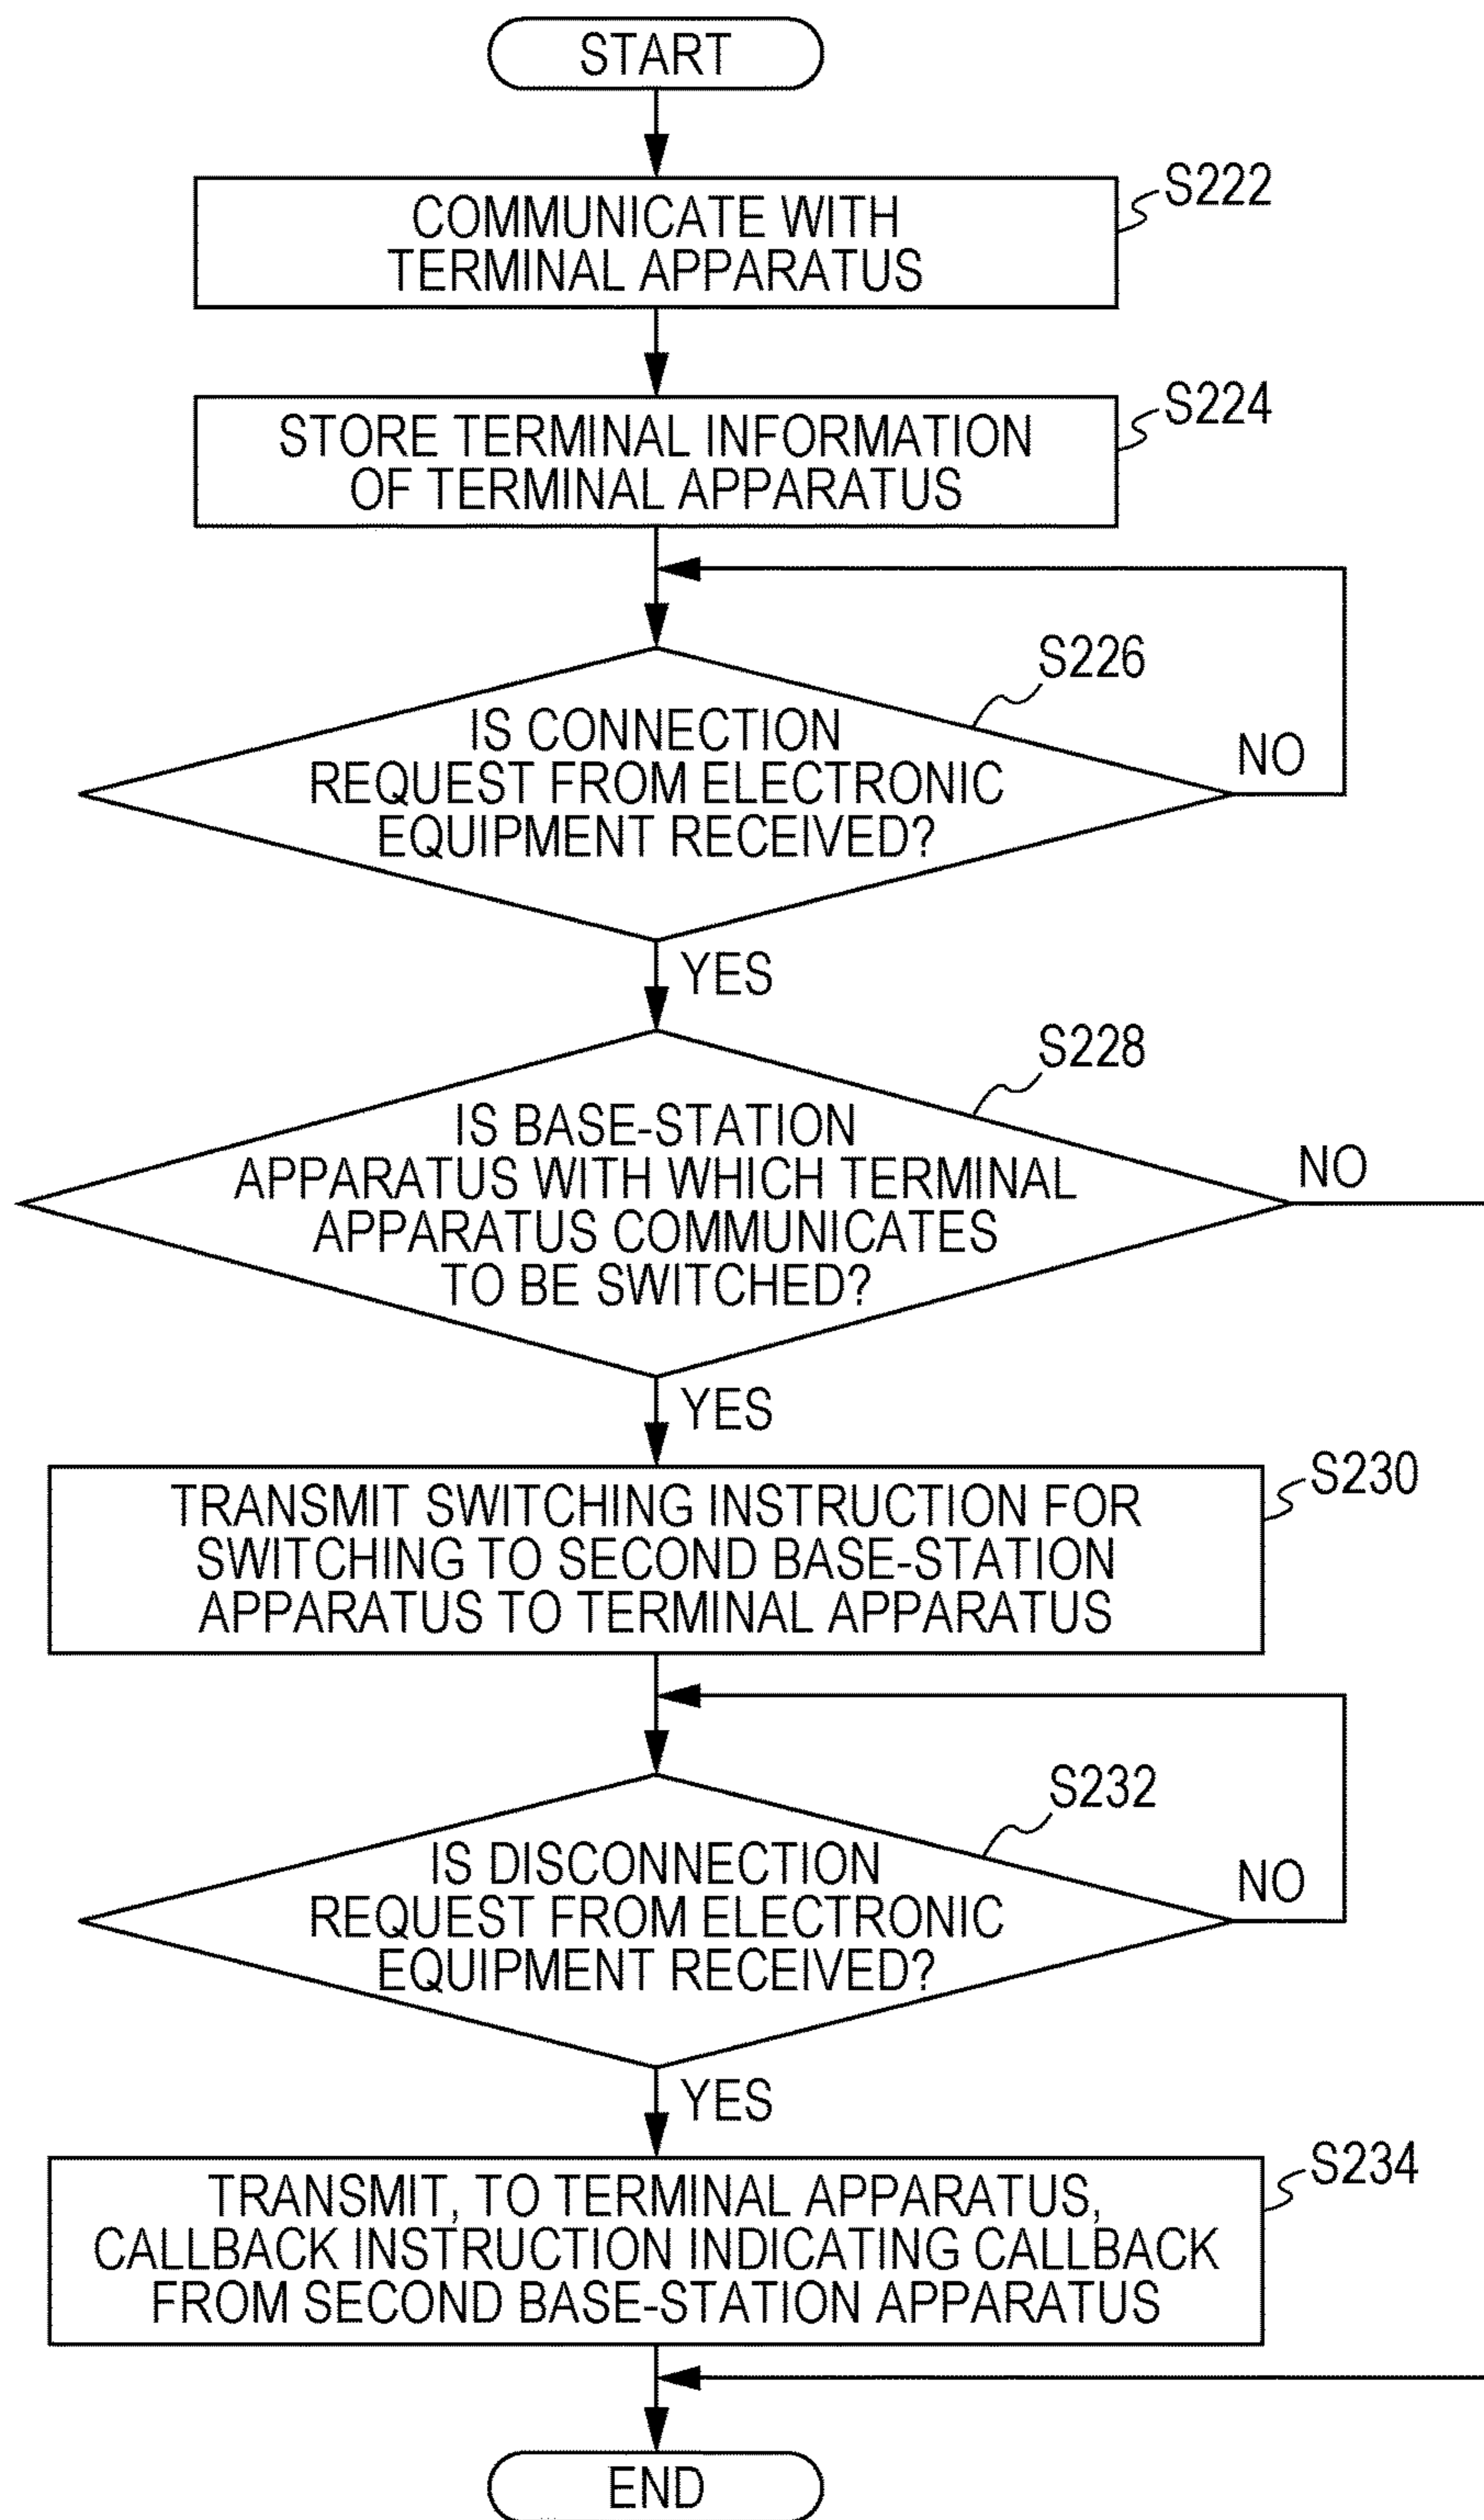 START
S222
COMMUNICATE WITH
TERMINAL APPARATUS
S224
STORE TERMINAL INFORMATION
OF TERMINAL APPARATUS
S226
IS CONNECTION
REQUEST FROM ELECTRONIC
EQUIPMENT RECEIVED?
NO
YES
S228
IS BASE-STATION
APPARATUS WITH WHICH TERMINAL
APPARATUS COMMUNICATES
TO BE SWITCHED?
NO
YES
S230
TRANSMIT SWITCHING INSTRUCTION FOR
SWITCHING TO SECOND BASE-STATION
APPARATUS TO TERMINAL APPARATUS
S232
IS DISCONNECTION
REQUEST FROM ELECTRONIC
EQUIPMENT RECEIVED?
NO
YES
S234
TRANSMIT, TO TERMINAL APPARATUS,
CALLBACK INSTRUCTION INDICATING CALLBACK
FROM SECOND BASE-STATION APPARATUS
END